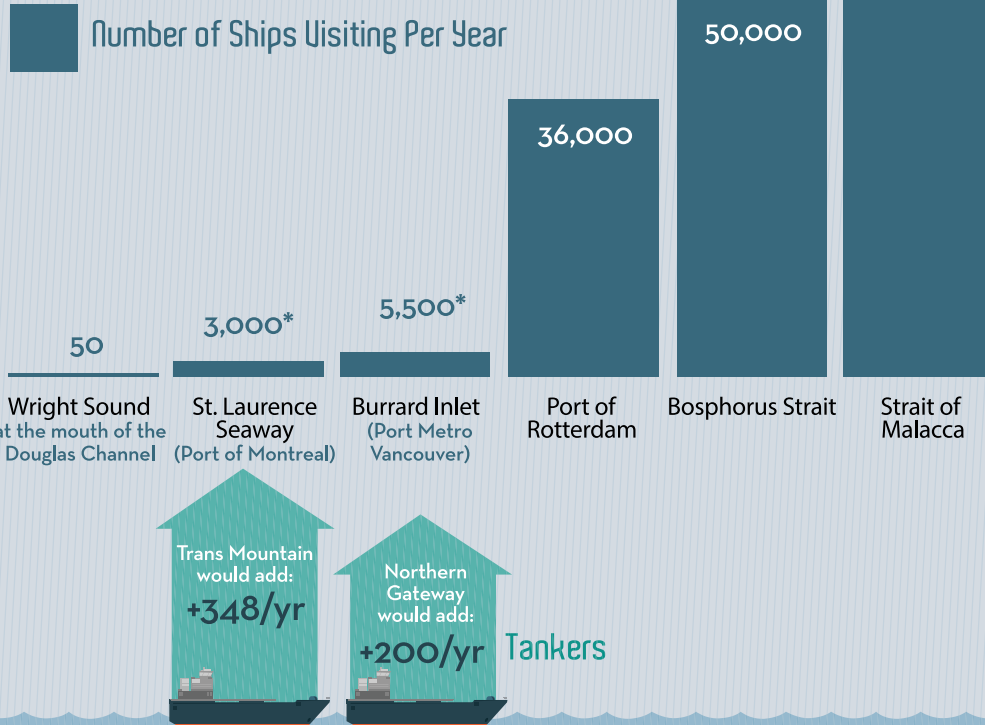 Number of Ships Visiting Per Year
50,000
36,000
5,500*
3,000*
50
Wright Sound
at the mouth of the
Douglas Channel
St. Laurence
Seaway
(Port of Montreal)
Burrard Inlet
(Port Metro
Vancouver)
Port of
Rotterdam
Bosphorus Strait
Strait of
Malacca
Trans Mountain
would add:
+348/yr
Northern
Gateway
would add:
+200/yr
Tankers